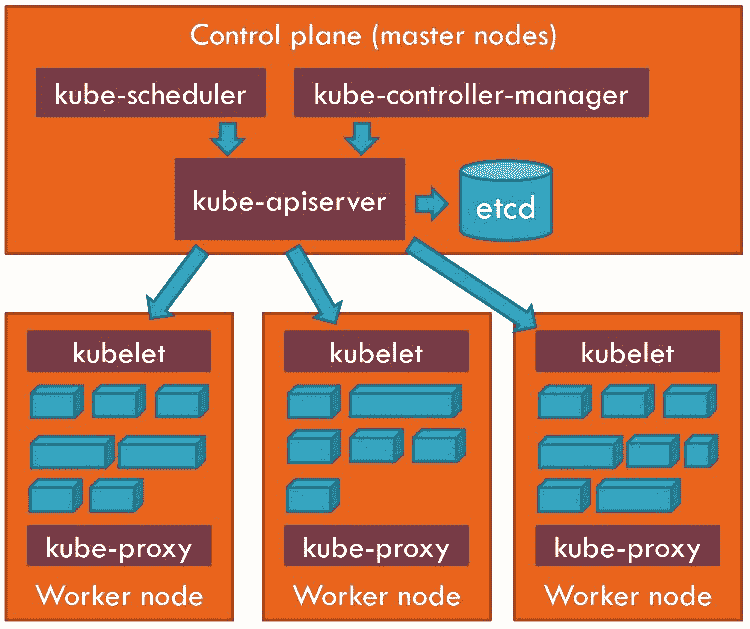 Control plane (master nodes)
kube-scheduler
kube-controller-manager
kube-apiserver
etcd
kubelet
kube-proxy
Worker node
kubelet
kube-proxy
Worker node
kubelet
kube-proxy
Worker node